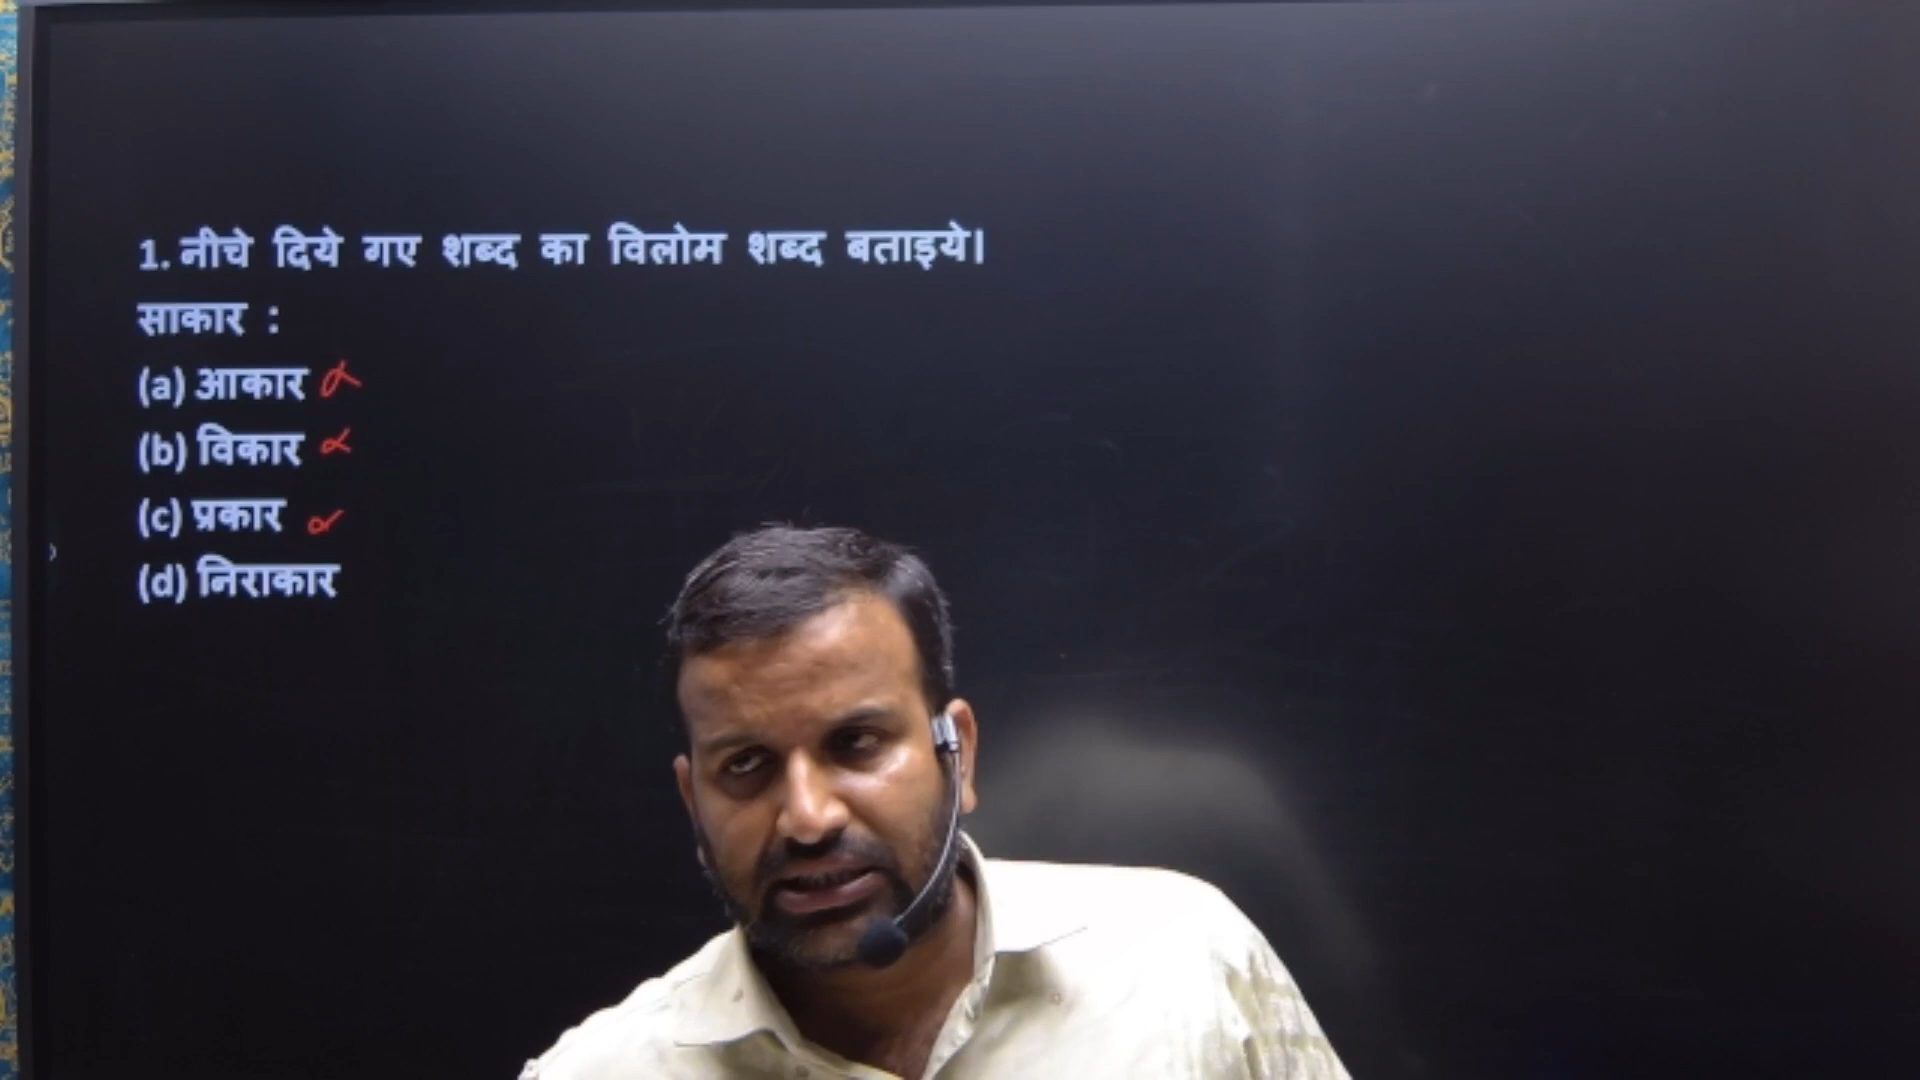 1. नीचे दिये गए शब्द का विलोम शब्द बताइये।
साकार :
(a) आकार
(b) विकार
(c) प्रकार
(d) निराकार